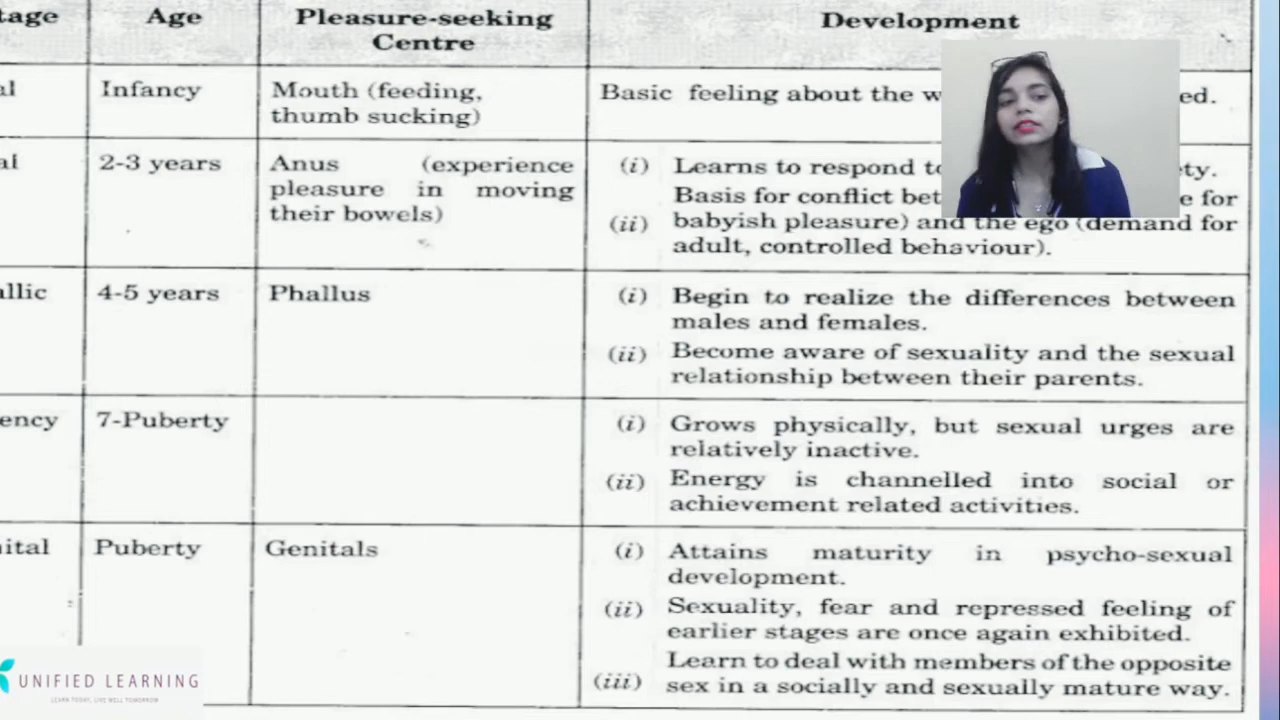 tage Age Pleasure-seeking Centre Development
al Infancy Mouth (feeding, thumb sucking) Basic feeling about the w ed.
al 2-3 years Anus (experience pleasure in moving their bowels)
(i) Learns to respond to ty.
Basis for conflict bet e for
(ii) babyish pleasure) and the ego (demand for
adult, controlled behaviour).
allic 4-5 years Phallus
(i) Begin to realize the differences between
males and females.
(ii) Become aware of sexuality and the sexual
relationship between their parents.
ency 7-Puberty
(i) Grows physically, but sexual urges are
relatively inactive.
(ii) Energy is channelled into social or
achievement related activities.
ital Puberty Genitals
(i) Attains maturity in psycho-sexual
development.
(ii) Sexuality, fear and repressed feeling of
earlier stages are once again exhibited.
Learn to deal with members of the opposite
(iii) sex in a socially and sexually mature way.
UNIFIED LEARNING
LEARN TODAY, LIVE WELL TOMORROW